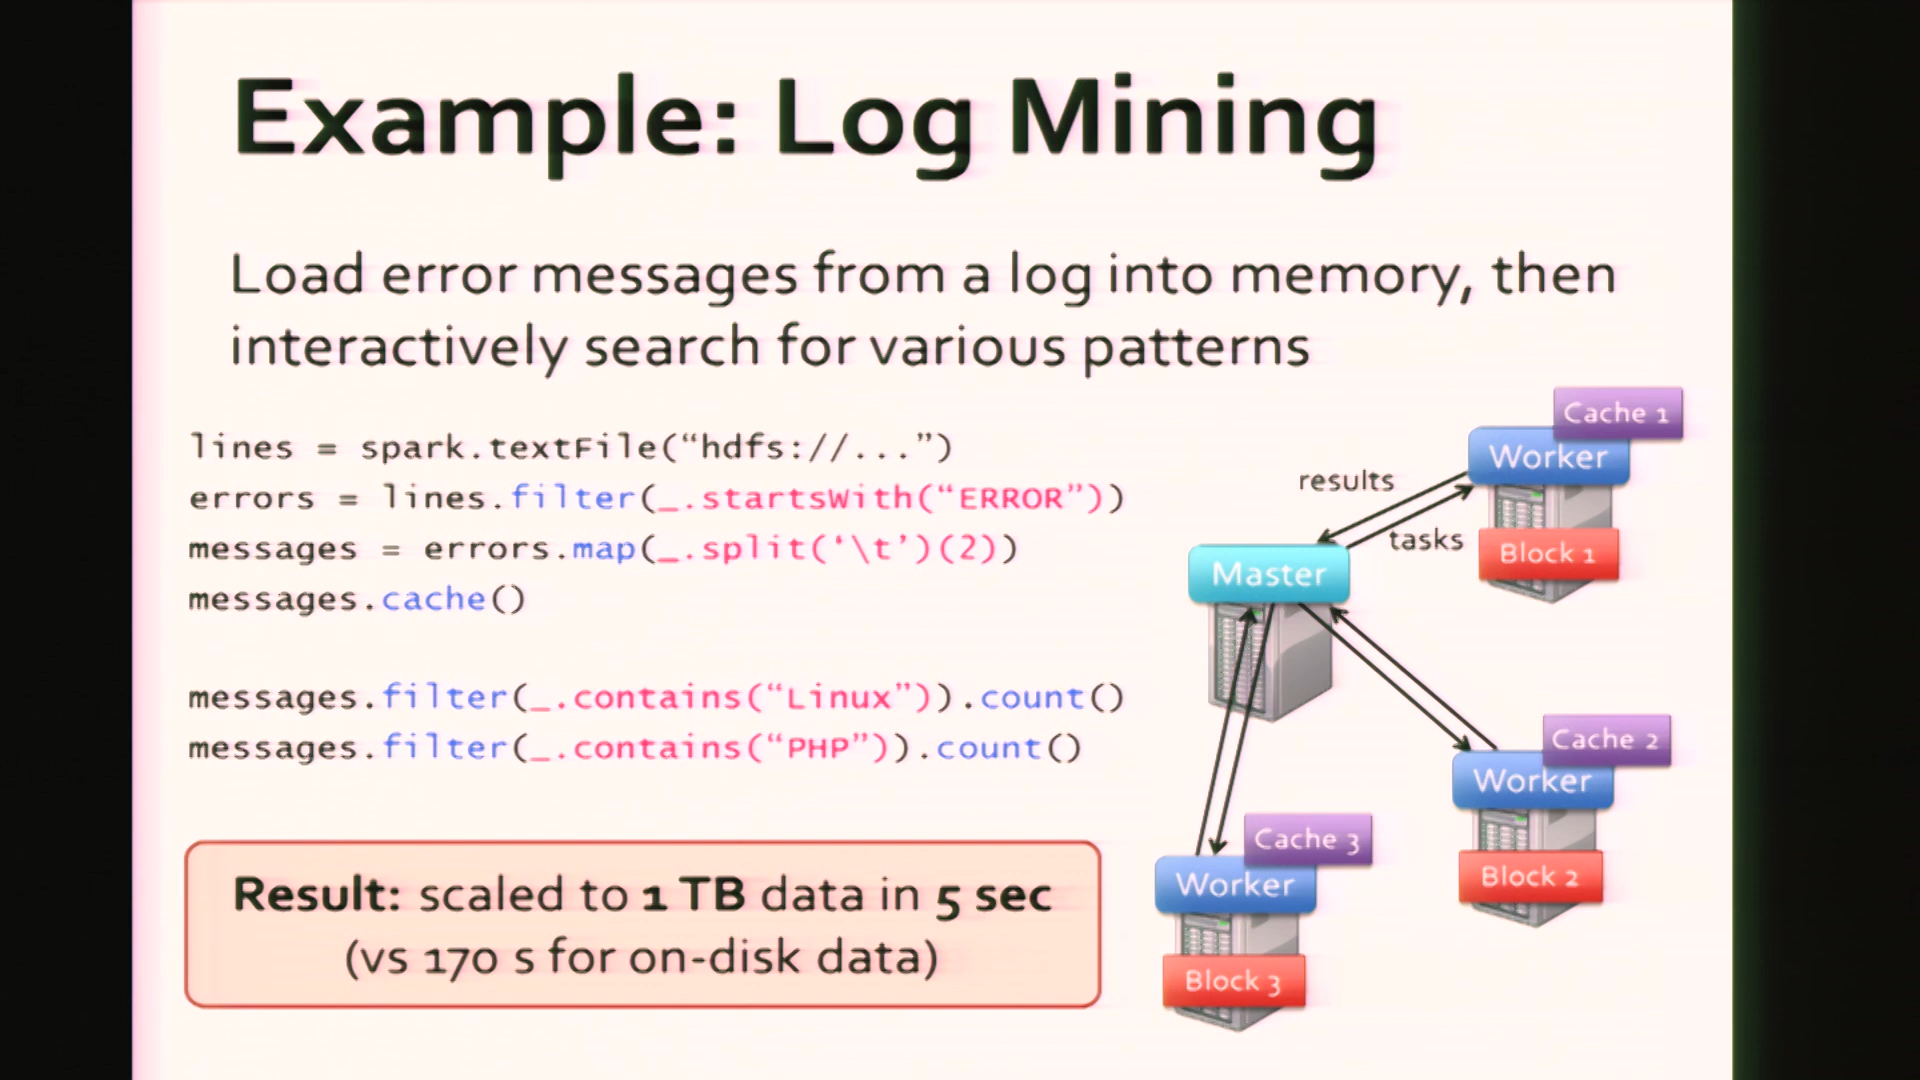 Example: Log Mining
Load error messages from a log into memory, then
interactively search for various patterns
lines = spark.textFile(“hdfs://...”)
errors = lines.filter(_.startsWith(“ERROR”))
messages = errors.map(_.split(‘\t’)(2))
messages.cache()
messages.filter(_.contains(“Linux”)).count()
messages.filter(_.contains(“PHP”)).count()
Result: scaled to 1 TB data in 5 sec
(vs 170 s for on-disk data)
Cache 1
Worker
results
tasks
Block 1
Master
Cache 2
Worker
Block 2
Cache 3
Worker
Block 3